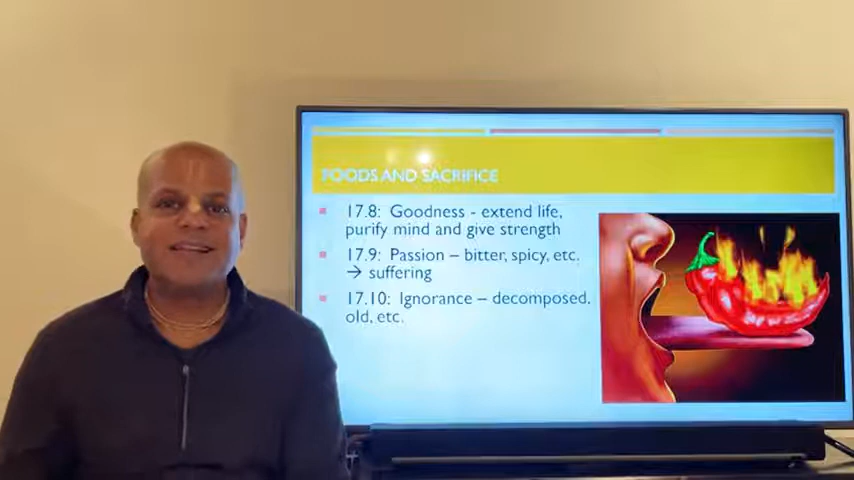 FOODS AND SACRIFICE
17.8: Goodness - extend life,
purify mind and give strength
17.9: Passion – bitter, spicy, etc.
→ suffering
17.10: Ignorance – decomposed,
old, etc.